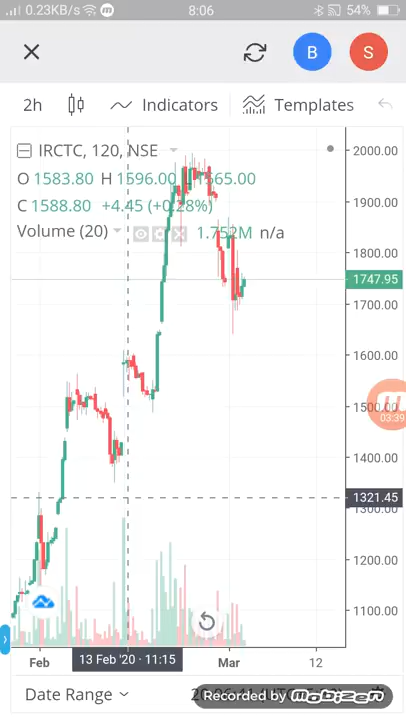 0.23KB/s 8:06 54%
B S
2h Indicators Templates
IRCTC, 120, NSE
O 1583.80 H 1596.00 L 1565.00
C 1588.80 +4.45 (+0.28%)
Volume (20) 1.752M n/a
2000.00
1900.00
1800.00
1747.95
1700.00
1600.00
1500.00
03:39
1400.00
1321.45
1300.00
1200.00
1100.00
Feb 13 Feb '20 - 11:15 Mar 12
Date Range
Recorded by mobizen